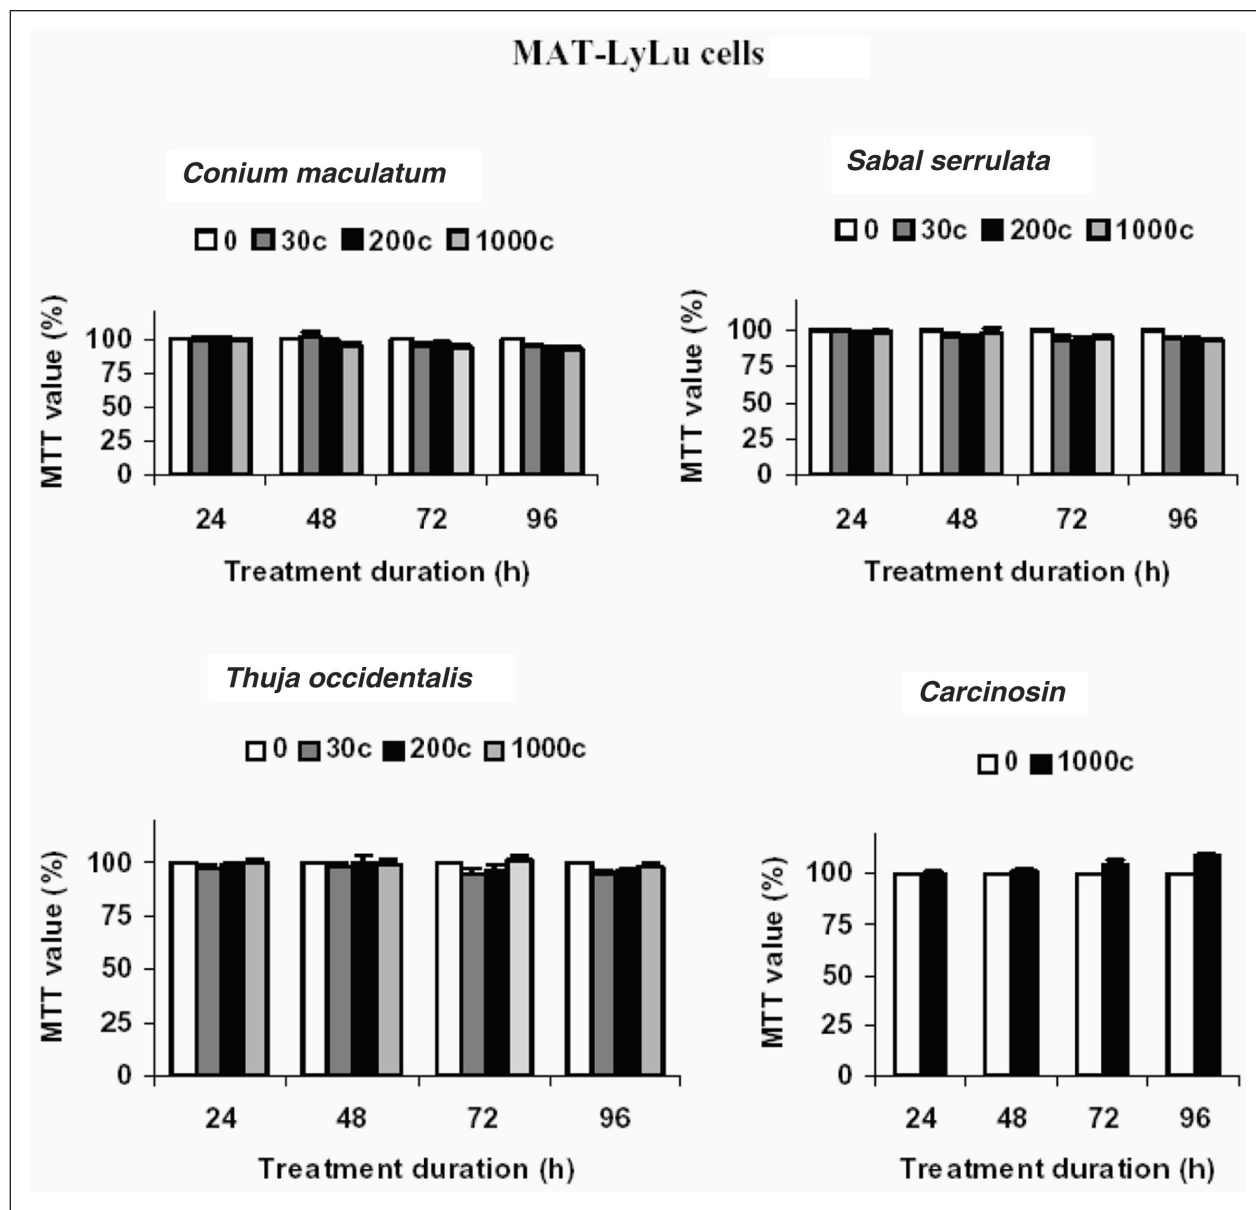 MAT-LyLu cells
Conium maculatum
0 30c 200c 1000c
MTT value (%)
100
75
50
25
0
24 48 72 96
Treatment duration (h)
Sabal serrulata
0 30c 200c 1000c
MTT value (%)
100
75
50
25
0
24 48 72 96
Treatment duration (h)
Thuja occidentalis
0 30c 200c 1000c
MTT value (%)
100
75
50
25
0
24 48 72 96
Treatment duration (h)
Carcinosin
0 1000c
MTT value (%)
100
75
50
25
0
24 48 72 96
Treatment duration (h)